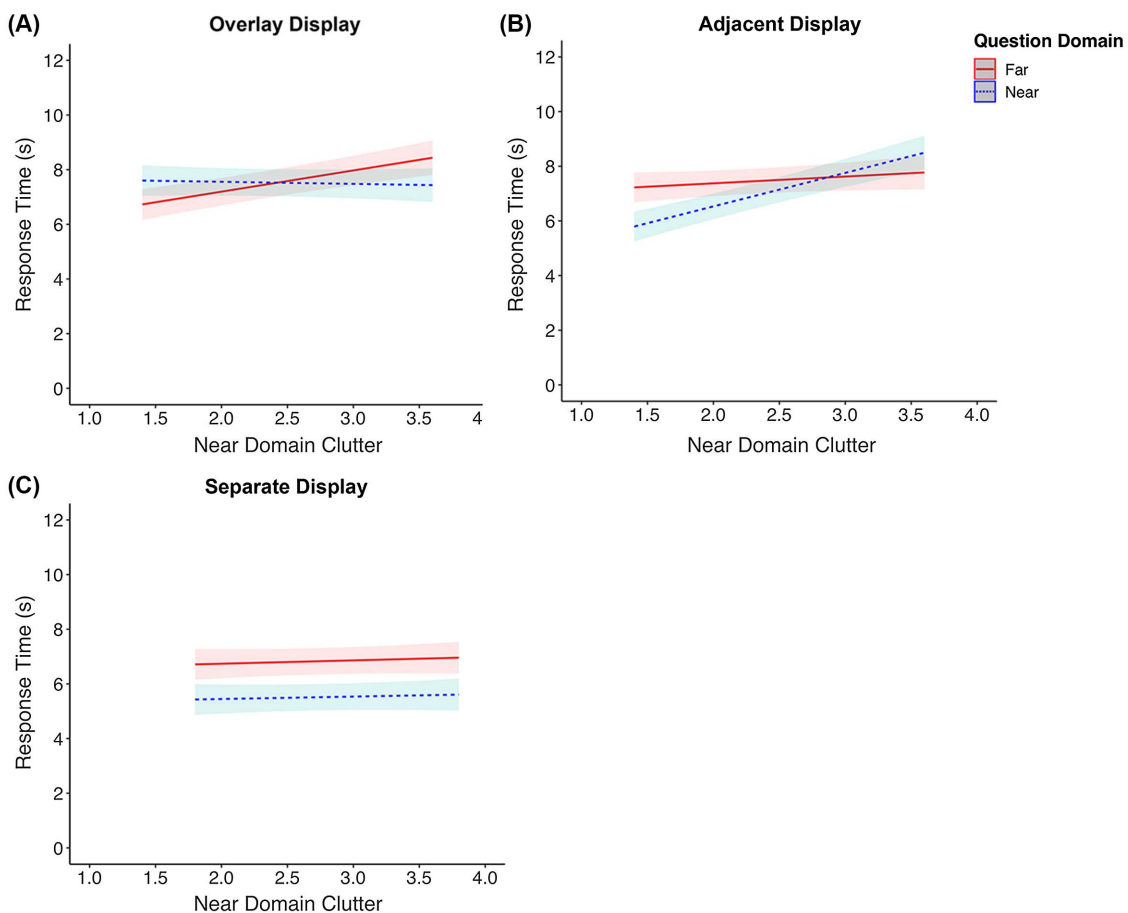 (A)
Overlay Display
12
10
8
6
4
2
0
Response Time (s)
1.0 1.5 2.0 2.5 3.0 3.5 4
Near Domain Clutter
(B)
Adjacent Display
12
10
8
6
4
2
0
Response Time (s)
1.0 1.5 2.0 2.5 3.0 3.5 4.0
Near Domain Clutter
Question Domain
Far
Near
(C)
Separate Display
12
10
8
6
4
2
0
Response Time (s)
1.0 1.5 2.0 2.5 3.0 3.5 4.0
Near Domain Clutter